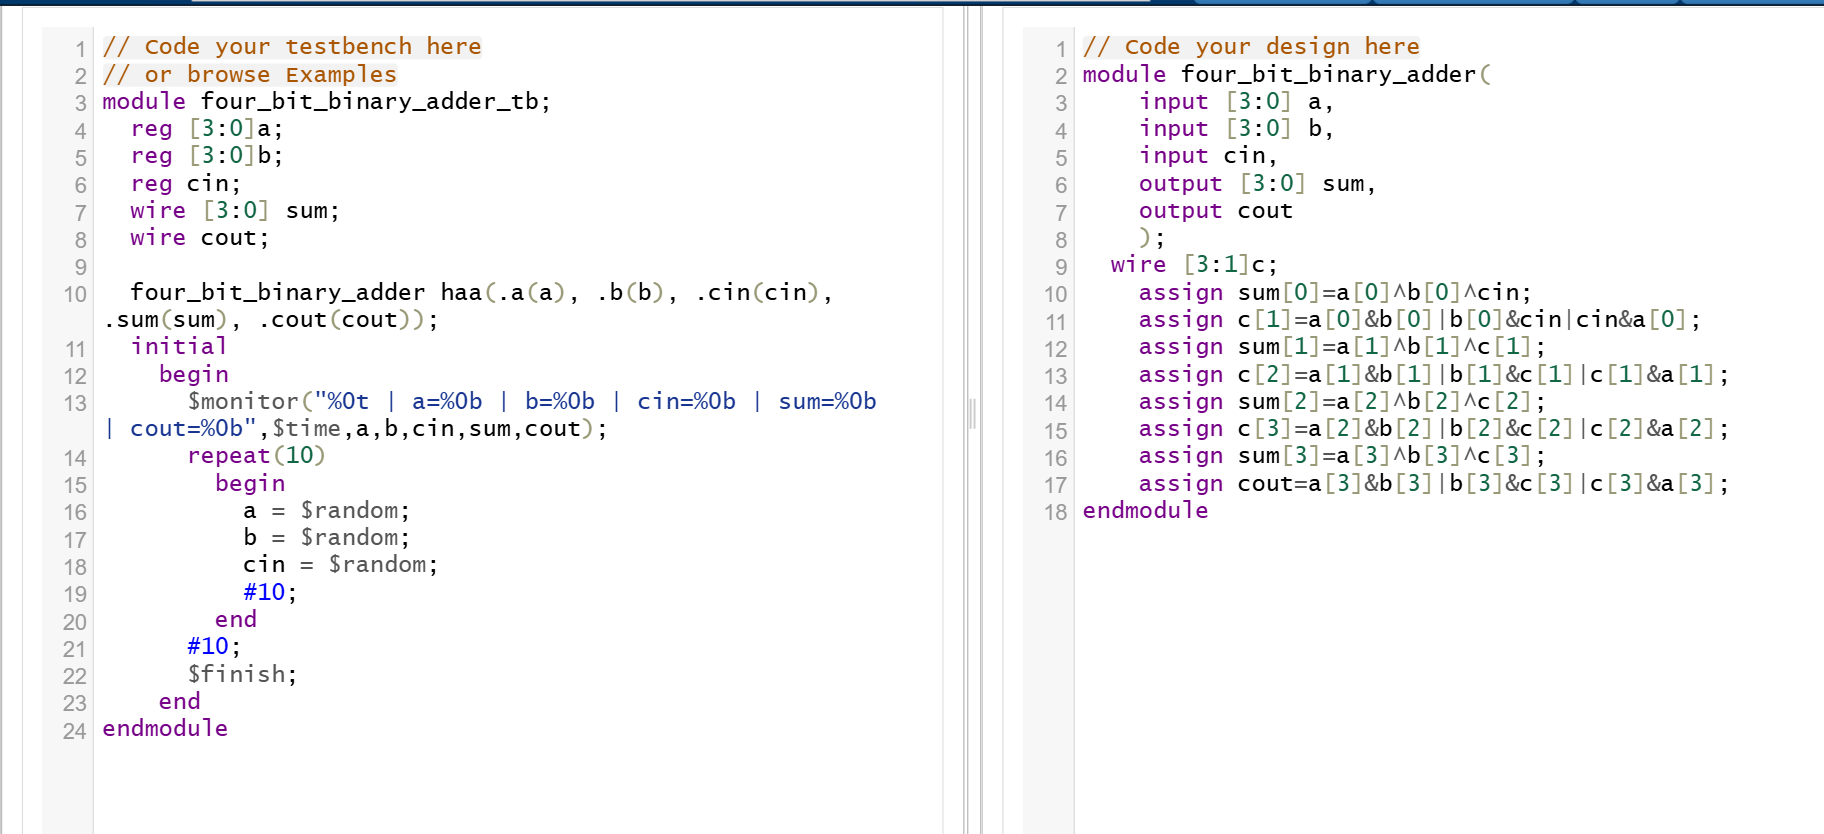 1 // Code your testbench here
2 // or browse Examples
3 module four_bit_binary_adder_tb;
4 reg [3:0]a;
5 reg [3:0]b;
6 reg cin;
7 wire [3:0] sum;
8 wire cout;
9
10 four_bit_binary_adder haa(.a(a), .b(b), .cin(cin),
.sum(sum), .cout(cout));
11 initial
12 begin
13 $monitor("%0t | a=%0b | b=%0b | cin=%0b | sum=%0b
| cout=%0b",$time,a,b,cin,sum,cout);
14 repeat(10)
15 begin
16 a = $random;
17 b = $random;
18 cin = $random;
19 #10;
20 end
21 #10;
22 $finish;
23 end
24 endmodule
1 // Code your design here
2 module four_bit_binary_adder(
3 input [3:0] a,
4 input [3:0] b,
5 input cin,
6 output [3:0] sum,
7 output cout
8 );
9 wire [3:1]c;
10 assign sum[0]=a[0]^b[0]^cin;
11 assign c[1]=a[0]&b[0]|b[0]&cin|cin&a[0];
12 assign sum[1]=a[1]^b[1]^c[1];
13 assign c[2]=a[1]&b[1]|b[1]&c[1]|c[1]&a[1];
14 assign sum[2]=a[2]^b[2]^c[2];
15 assign c[3]=a[2]&b[2]|b[2]&c[2]|c[2]&a[2];
16 assign sum[3]=a[3]^b[3]^c[3];
17 assign cout=a[3]&b[3]|b[3]&c[3]|c[3]&a[3];
18 endmodule